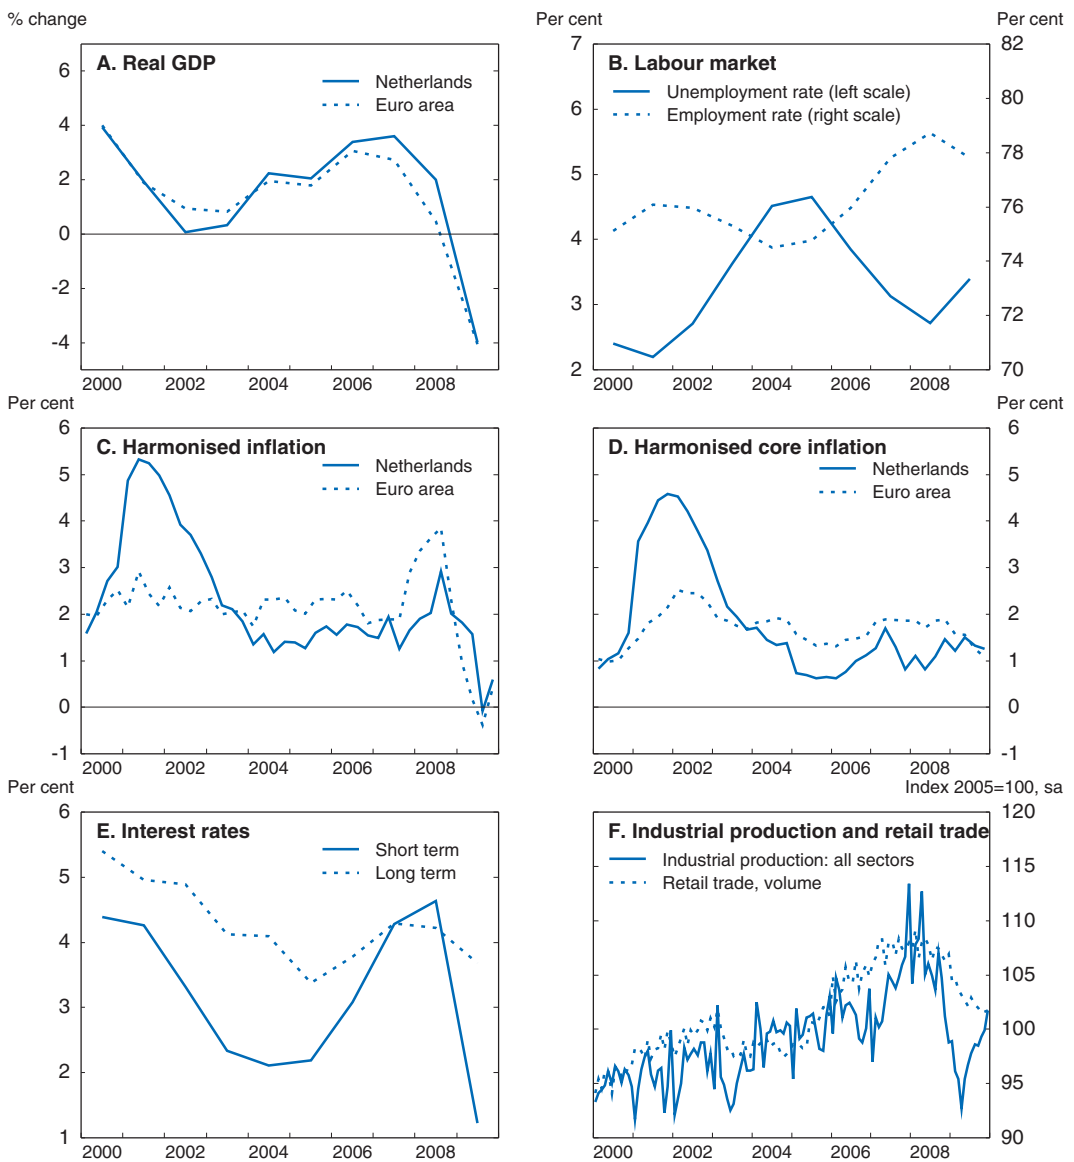 % change
A. Real GDP
Netherlands
Euro area
6
4
2
0
-2
-4
2000 2002 2004 2006 2008
Per cent Per cent
B. Labour market
Unemployment rate (left scale)
Employment rate (right scale)
7 82
6 80
5 78
4 76
3 74
2 72
70
2000 2002 2004 2006 2008
Per cent
C. Harmonised inflation
Netherlands
Euro area
6
5
4
3
2
1
0
-1
2000 2002 2004 2006 2008
Per cent
D. Harmonised core inflation
Netherlands
Euro area
6
5
4
3
2
1
0
-1
2000 2002 2004 2006 2008
Per cent
E. Interest rates
Short term
Long term
6
5
4
3
2
1
2000 2002 2004 2006 2008
Index 2005=100, sa
F. Industrial production and retail trade
Industrial production: all sectors
Retail trade, volume
120
115
110
105
100
95
90
2000 2002 2004 2006 2008